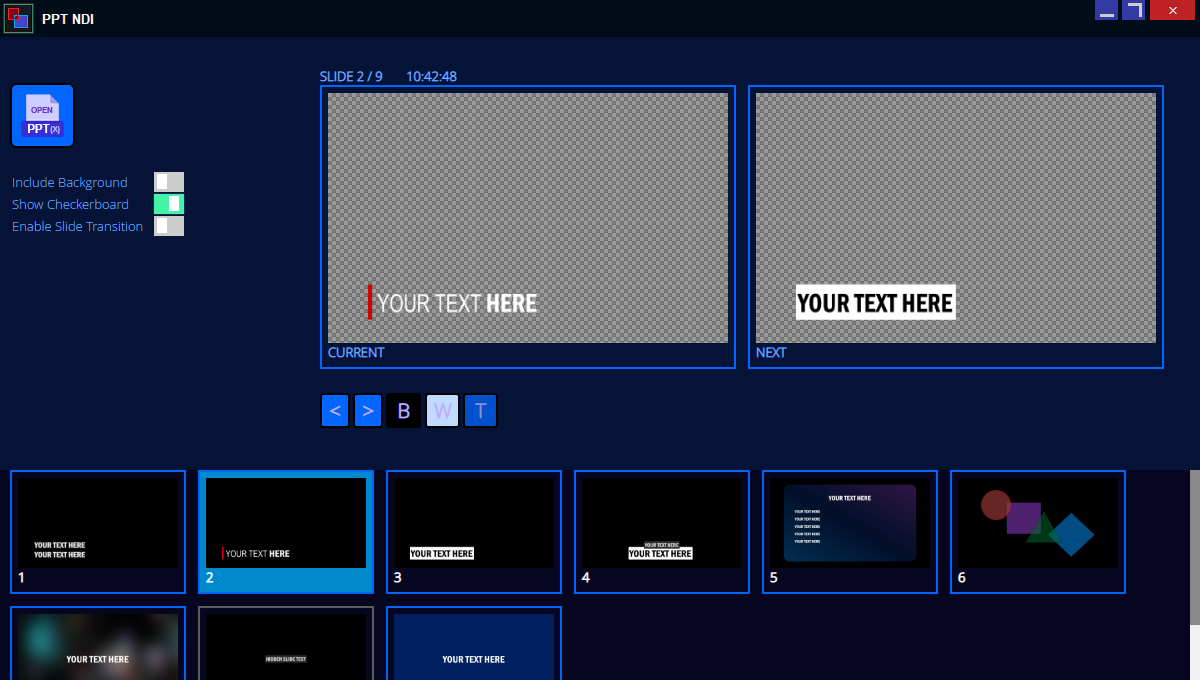 PPT NDI
SLIDE 2 / 9 10:42:48
OPEN
PPT(X)
Include Background
Show Checkerboard
Enable Slide Transition
YOUR TEXT HERE
CURRENT
YOUR TEXT HERE
NEXT
< > B W T
YOUR TEXT HERE
YOUR TEXT HERE
1
YOUR TEXT HERE
2
YOUR TEXT HERE
3
YOUR TEXT HERE
YOUR TEXT HERE
4
YOUR TEXT HERE
YOUR TEXT HERE
YOUR TEXT HERE
YOUR TEXT HERE
YOUR TEXT HERE
YOUR TEXT HERE
5
6
YOUR TEXT HERE
HIDDEN SLIDE TEST
YOUR TEXT HERE